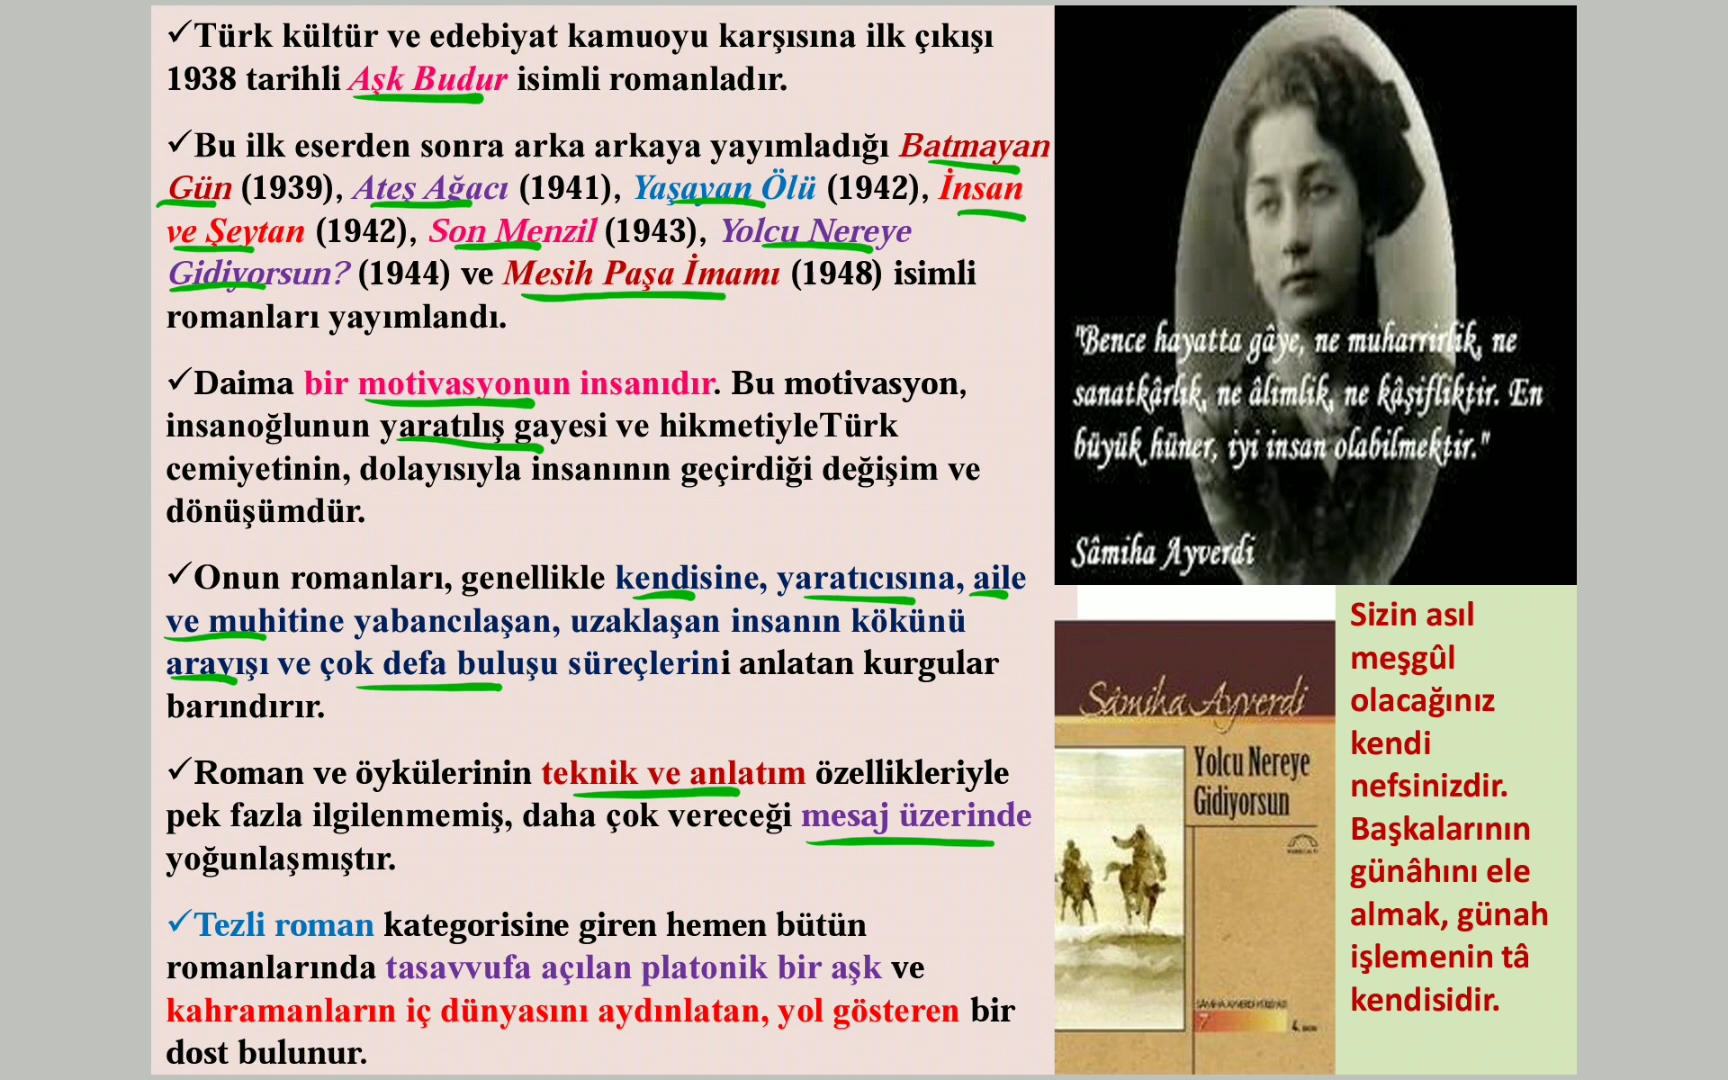 ✓Türk kültür ve edebiyat kamuoyu karşısına ilk çıkışı
1938 tarihli Aşk Budur isimli romanladır.
✓Bu ilk eserden sonra arka arkaya yayımladığı Batmayan
Gün (1939), Ateş Ağacı (1941), Yaşayan Ölü (1942), İnsan
ve Şeytan (1942), Son Menzil (1943), Yolcu Nereye
Gidiyorsun? (1944) ve Mesih Paşa İmamı (1948) isimli
romanları yayımlandı.
✓Daima bir motivasyonun insanıdır. Bu motivasyon,
insanoğlunun yaratılış gayesi ve hikmetiyleTürk
cemiyetinin, dolayısıyla insanının geçirdiği değişim ve
dönüşümdür.
✓Onun romanları, genellikle kendisine, yaratıcısına, aile
ve muhitine yabancılaşan, uzaklaşan insanın kökünü
arayışı ve çok defa buluşu süreçlerini anlatan kurgular
barındırır.
✓Roman ve öykülerinin teknik ve anlatım özellikleriyle
pek fazla ilgilenmemiş, daha çok vereceği mesaj üzerinde
yoğunlaşmıştır.
✓Tezli roman kategorisine giren hemen bütün
romanlarında tasavvufa açılan platonik bir aşk ve
kahramanların iç dünyasını aydınlatan, yol gösteren bir
dost bulunur.
"Bence hayatta gâye, ne muharrirlik, ne
sanatkârlık, ne âlimlik, ne kâşifliktir. En
büyük hüner, iyi insan olabilmektir."
Sâmiha Ayverdi
Sâmiha Ayverdi
Yolcu Nereye
Gidiyorsun
7
Sizin asıl
meşgûl
olacağınız
kendi
nefsinizdir.
Başkalarının
günâhını ele
almak, günah
işlemenin tâ
kendisidir.